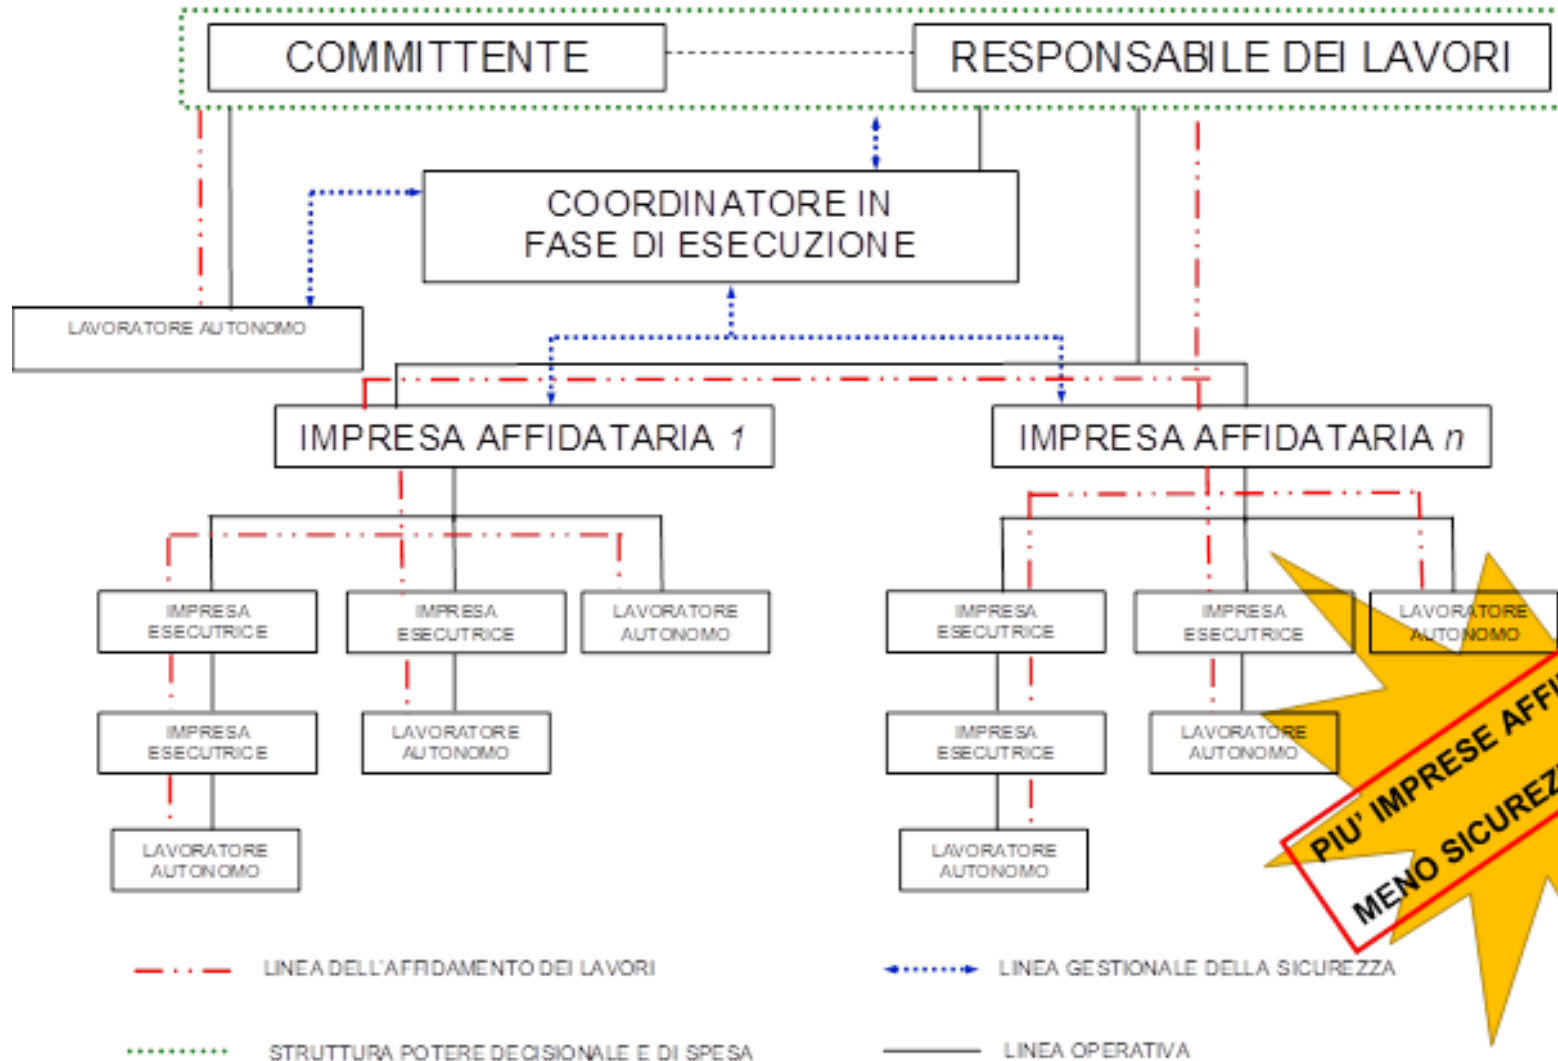 COMMITTENTE
RESPONSABILE DEI LAVORI
COORDINATORE IN
FASE DI ESECUZIONE
LAVORATORE AUTONOMO
IMPRESA AFFIDATARIA 1
IMPRESA AFFIDATARIA n
IMPRESA
ESECUTRICE
IMPRESA
ESECUTRICE
LAVORATORE
AUTONOMO
IMPRESA
ESECUTRICE
IMPRESA
ESECUTRICE
LAVORATORE
AUTONOMO
IMPRESA
ESECUTRICE
LAVORATORE
AUTONOMO
IMPRESA
ESECUTRICE
LAVORATORE
AUTONOMO
LAVORATORE
AUTONOMO
LAVORATORE
AUTONOMO
PIU' IMPRESE
MENO
LINEA DELL'AFFIDAMENTO DEI LAVORI
LINEA GESTIONALE DELLA SICUREZZA
STRUTTURA POTERE DECISIONALE E DI SPESA
LINEA OPERATIVA